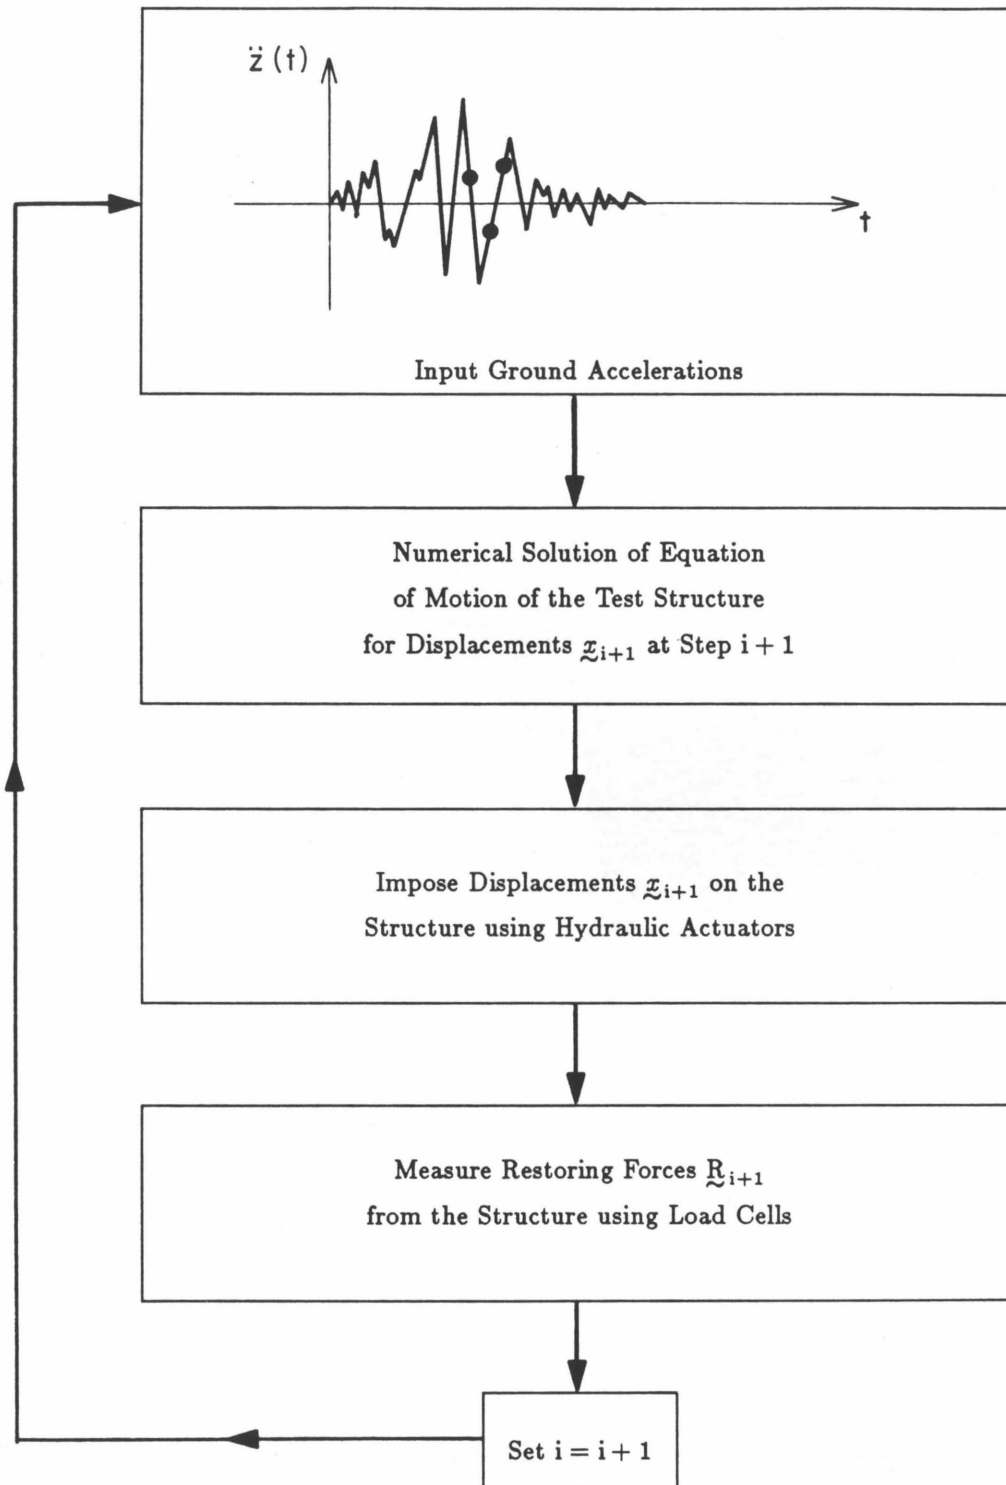 z̈ (t)
t
Input Ground Accelerations
Numerical Solution of Equation
of Motion of the Test Structure
for Displacements x̰ᵢ₊₁ at Step i + 1
Impose Displacements x̰ᵢ₊₁ on the
Structure using Hydraulic Actuators
Measure Restoring Forces R̰ᵢ₊₁
from the Structure using Load Cells
Set i = i + 1